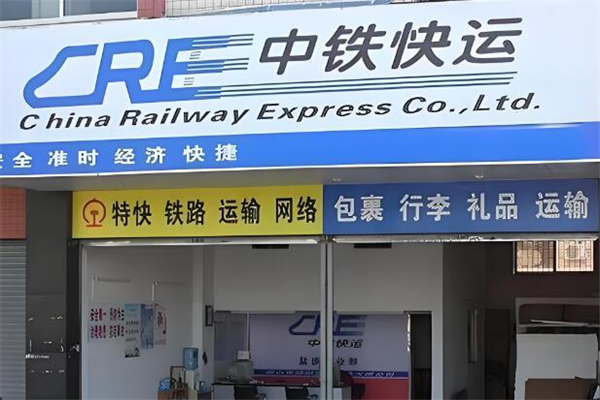 CRE 中铁快运
China Railway Express Co.,Ltd.
安全 准时 经济 快捷
特快 铁路 运输 网络
包裹 行李 礼品 运输
CRE
中铁快运